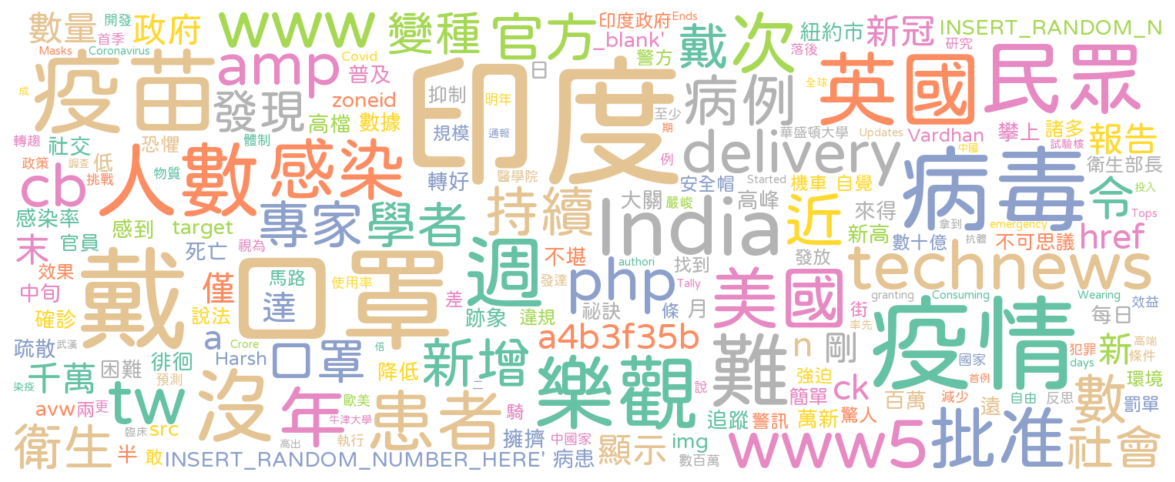 數量
開發
首季
政府
www
變種
官方
印度政府
Ends
_blank'
戴
次
紐約市
新冠
INSERT_RANDOM_N
研究
落後
Masks
Coronavirus
疫苗
amp
Covid
普及
警方
印度
日
病例
英國
民眾
全球
成
發現
zoneid
抑制
明年
至少
高檔
數據
規模
通報
期
華盛頓大學
Updates
中國
Vardhan
攀上
諸多
試驗核
報告
轉趨
社交
恐懼
體制
政策
調查
低
人數
感染
轉好
醫學院
例
delivery
病毒
衛生部長
cb
挑戰
物質
專家
學者
持續
安全帽
機車
自覺
近
令
投入
大關
嚴峻
高峰
India
Started
來得
拿到
感染率
感到
target
新高
數十億
emergency
Tops
不可思議
href
抗體
末
官員
死亡
視為
戴口罩
週
不堪
authori
找到
發放
technews
效果
馬路
使用率
發達
php
美國
中旬
僅
達
差
祕訣
條
月
Tally
街
granting
Consuming
Wearing
效益
確診
說法
跡象
違規
率先
每日
疫情
疏散
武漢
a
Crore
倍
a4b3f35b
難
n
剛
國家
犯罪
高端
Harsh
口罩
新增
樂觀
days
條件
新
徘徊
困難
千萬
降低
強迫
首例
環境
染疫
預測
tw
沒
年
歐美
二
說
簡單
ck
百萬
減少
自由
反思
罰單
avw
兩
更
患者
牛津大學
騎
追蹤
警訊
萬新
驚人
遠
數
臨床
src
執行
擁擠
中國家
顯示
img
www5
批准
社會
衛生
半
敢
高出
INSERT_RANDOM_NUMBER_HERE'
病患
數百萬